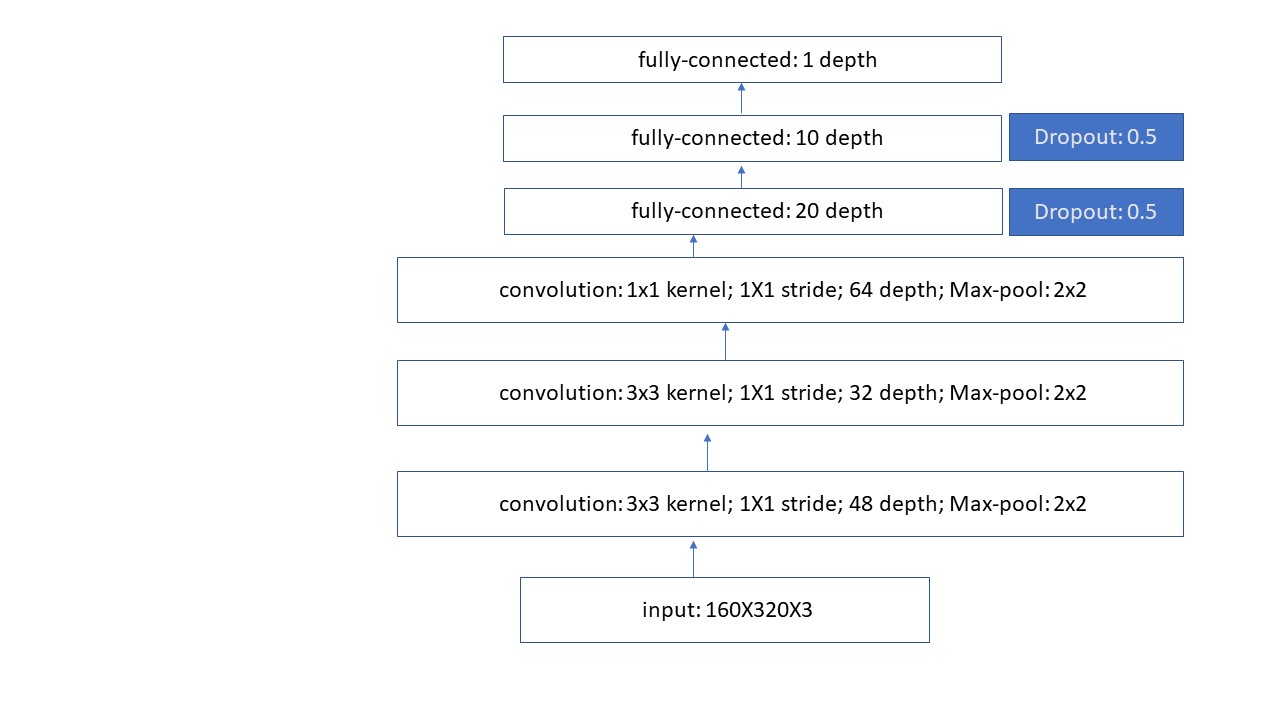 fully-connected: 1 depth
fully-connected: 10 depth
Dropout: 0.5
fully-connected: 20 depth
Dropout: 0.5
convolution: 1x1 kernel; 1X1 stride; 64 depth; Max-pool: 2x2
convolution: 3x3 kernel; 1X1 stride; 32 depth; Max-pool: 2x2
convolution: 3x3 kernel; 1X1 stride; 48 depth; Max-pool: 2x2
input: 160X320X3